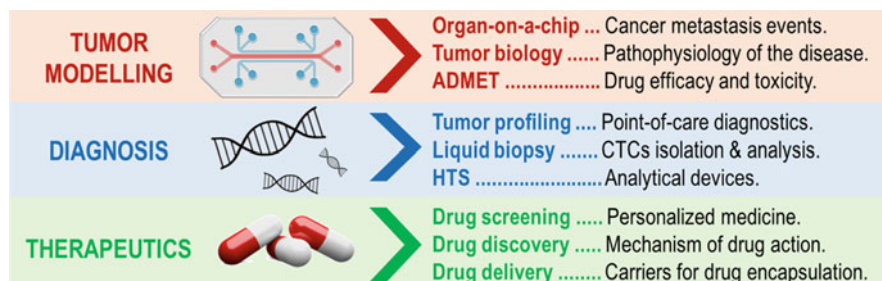 TUMOR
MODELLING
Organ-on-a-chip ... Cancer metastasis events.
Tumor biology ...... Pathophysiology of the disease.
ADMET .................. Drug efficacy and toxicity.
DIAGNOSIS
Tumor profiling .... Point-of-care diagnostics.
Liquid biopsy ....... CTCs isolation & analysis.
HTS ........................ Analytical devices.
THERAPEUTICS
Drug screening ..... Personalized medicine.
Drug discovery ..... Mechanism of drug action.
Drug delivery ........ Carriers for drug encapsulation.